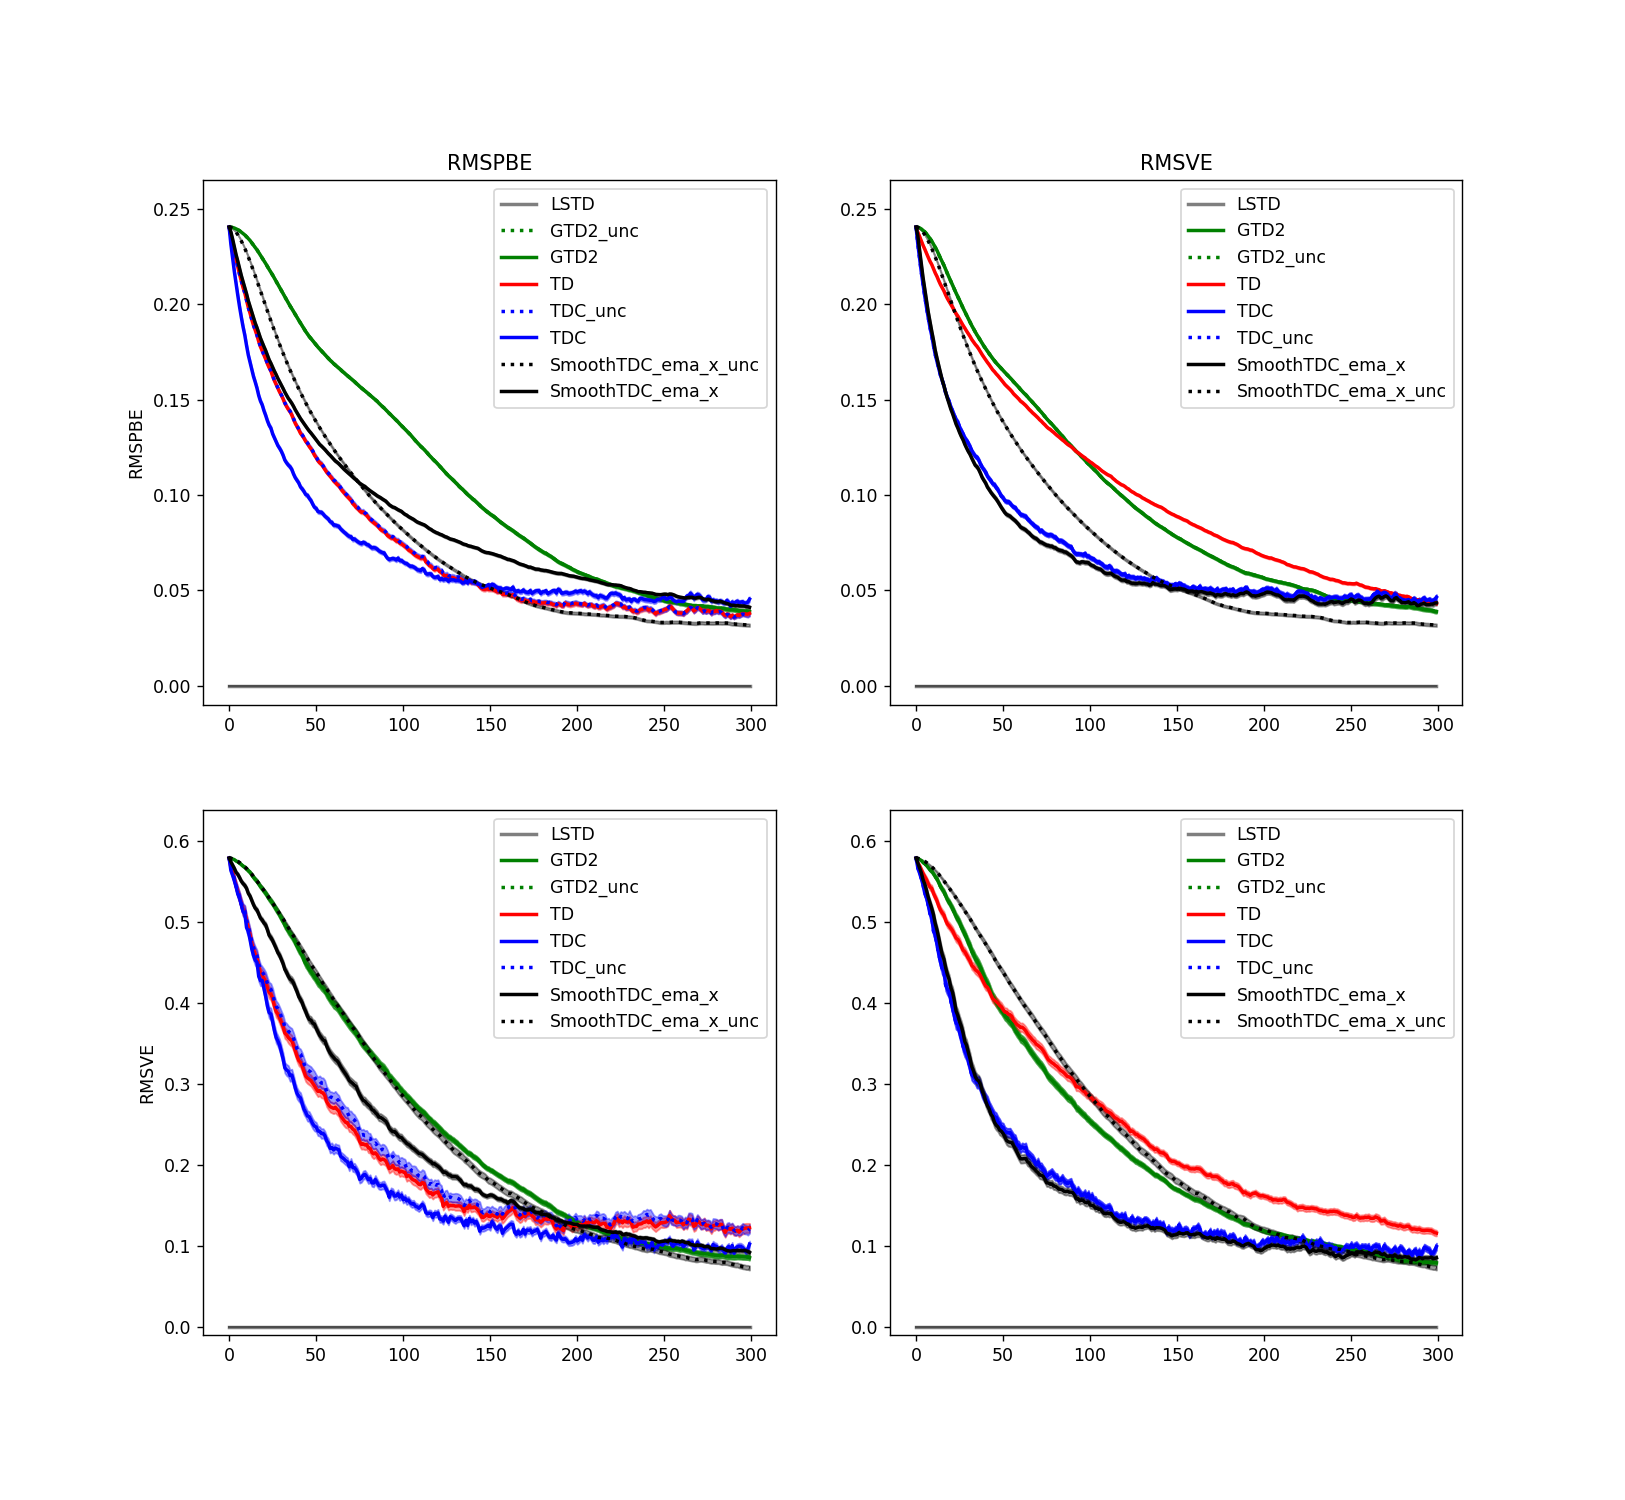 RMSPBE
RMSPBE
0.25
0.20
0.15
0.10
0.05
0.00
0 50 100 150 200 250 300
LSTD
GTD2_unc
GTD2
TD
TDC_unc
TDC
SmoothTDC_ema_x_unc
SmoothTDC_ema_x
RMSVE
0.25
0.20
0.15
0.10
0.05
0.00
0 50 100 150 200 250 300
LSTD
GTD2
GTD2_unc
TD
TDC
TDC_unc
SmoothTDC_ema_x
SmoothTDC_ema_x_unc
RMSVE
0.6
0.5
0.4
0.3
0.2
0.1
0.0
0 50 100 150 200 250 300
LSTD
GTD2
GTD2_unc
TD
TDC
TDC_unc
SmoothTDC_ema_x
SmoothTDC_ema_x_unc
0.6
0.5
0.4
0.3
0.2
0.1
0.0
0 50 100 150 200 250 300
LSTD
GTD2
GTD2_unc
TD
TDC
TDC_unc
SmoothTDC_ema_x
SmoothTDC_ema_x_unc